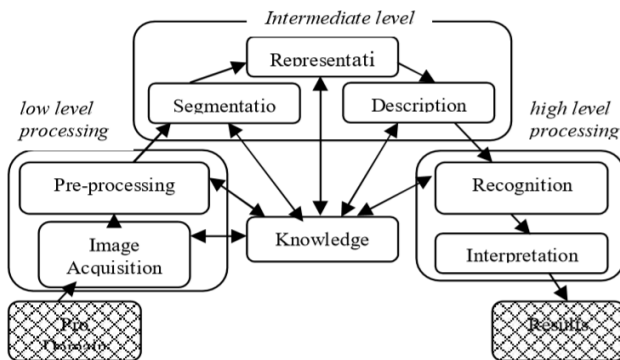 Intermediate level
Representati
Segmentatio
Description
low level
processing
high level
processing
Pre-processing
Recognition
Image
Acquisition
Knowledge
Interpretation
Results